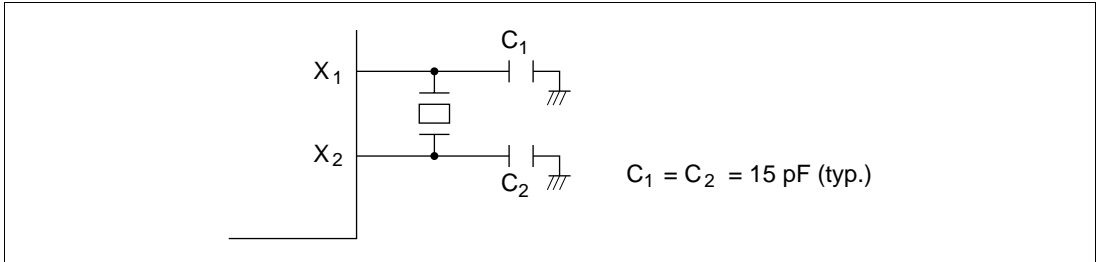 C₁
X₁
X₂
C₂
C₁ = C₂ = 15 pF (typ.)